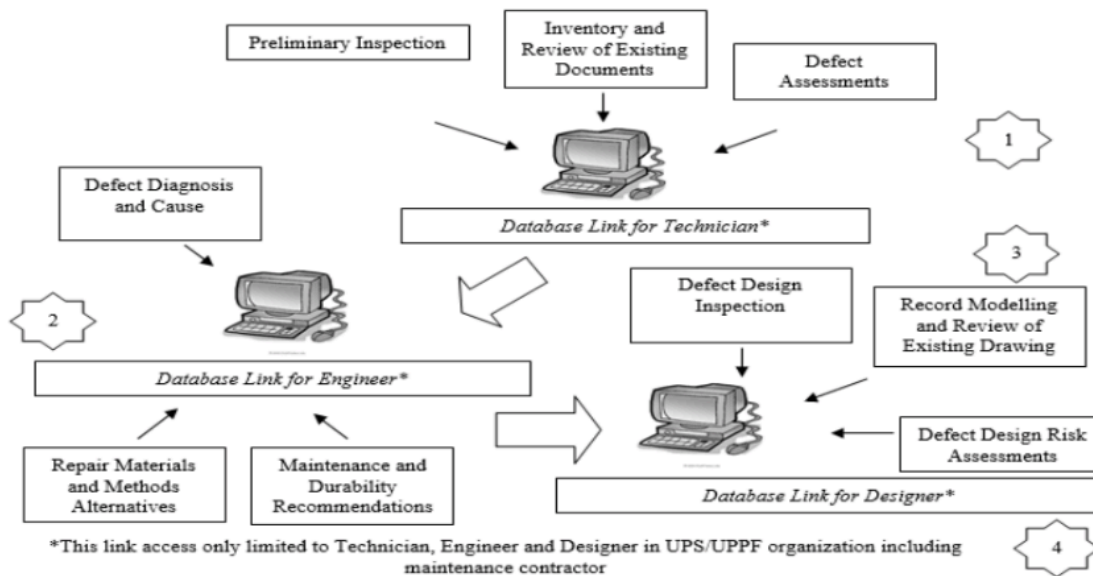 Preliminary Inspection
Inventory and
Review of Existing
Documents
Defect
Assessments
1
Database Link for Technician*
Defect Diagnosis
and Cause
2
Database Link for Engineer*
Repair Materials
and Methods
Alternatives
Maintenance and
Durability
Recommendations
3
Defect Design
Inspection
Record Modelling
and Review of
Existing Drawing
Defect Design Risk
Assessments
Database Link for Designer*
4
*This link access only limited to Technician, Engineer and Designer in UPS/UPPF organization including
maintenance contractor